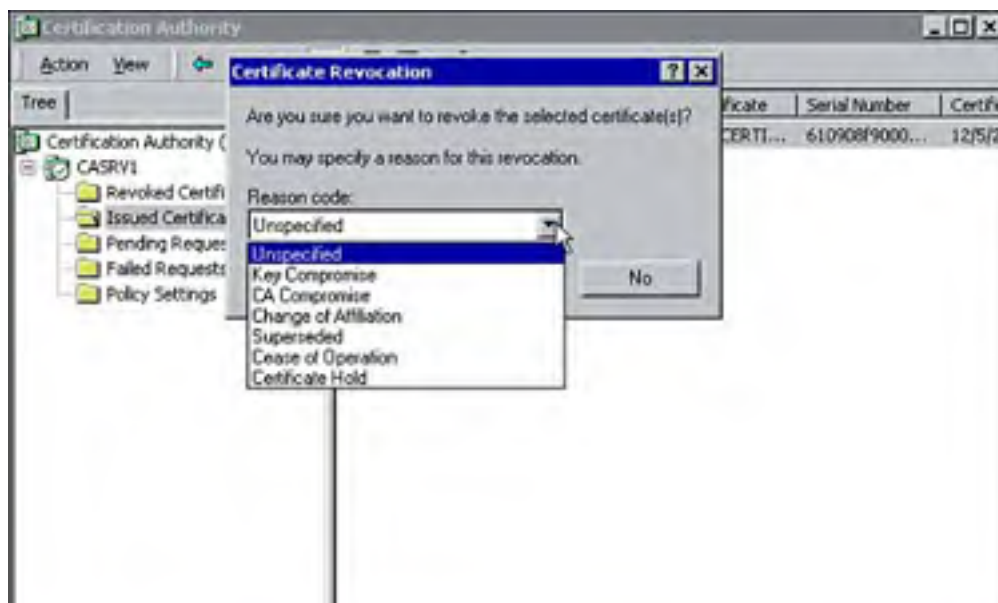 Certification Authority
Action View
Certificate Revocation
Tree
ificate Serial Number Certific
Are you sure you want to revoke the selected certificate(s)?
Certification Authority (
CERTI... 610908f9000... 12/5/2
You may specify a reason for this revocation.
CASRV1
Revoked Certifi
Reason code:
Issued Certifica
Unspecified
Pending Reques
Unspecified
Failed Requests
Key Compromise
No
Policy Settings
CA Compromise
Change of Affiliation
Superseded
Cease of Operation
Certificate Hold